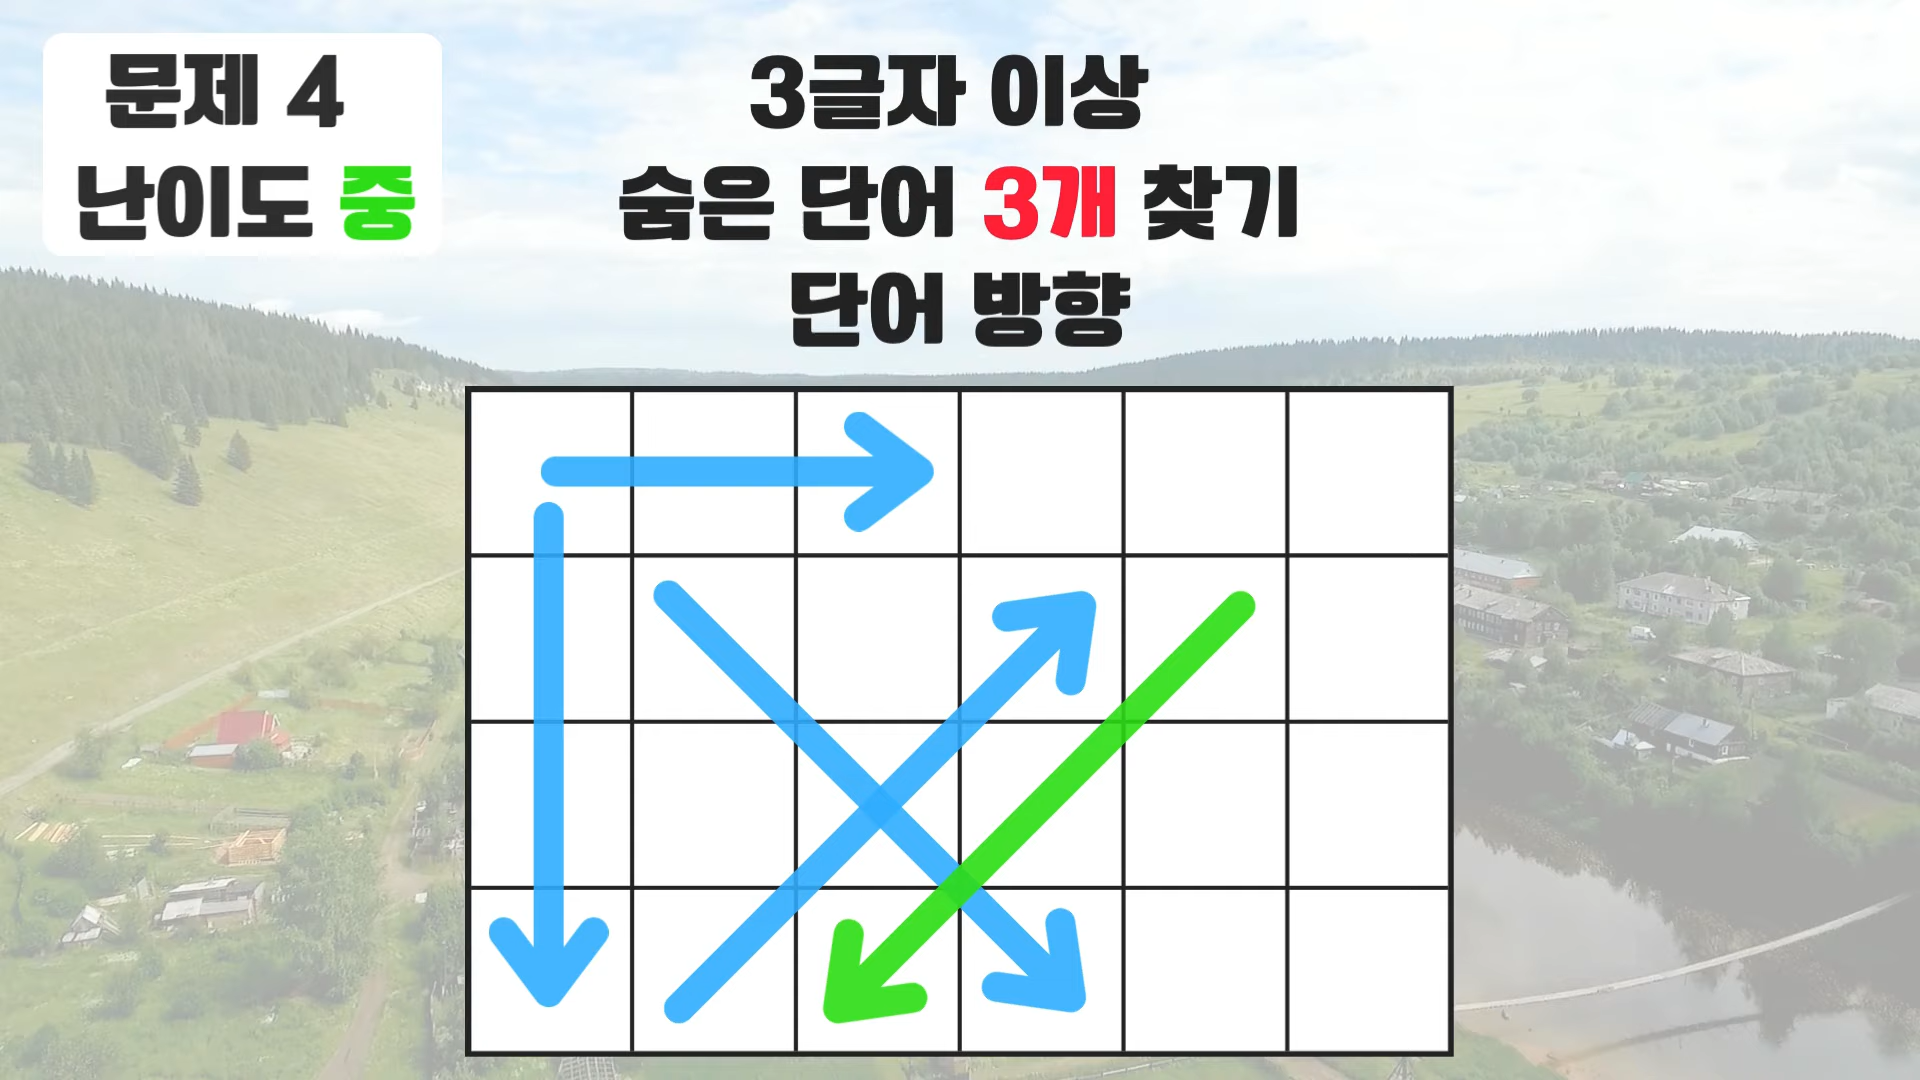 문제 4
난이도 중
3글자 이상
숨은 단어 3개 찾기
단어 방향